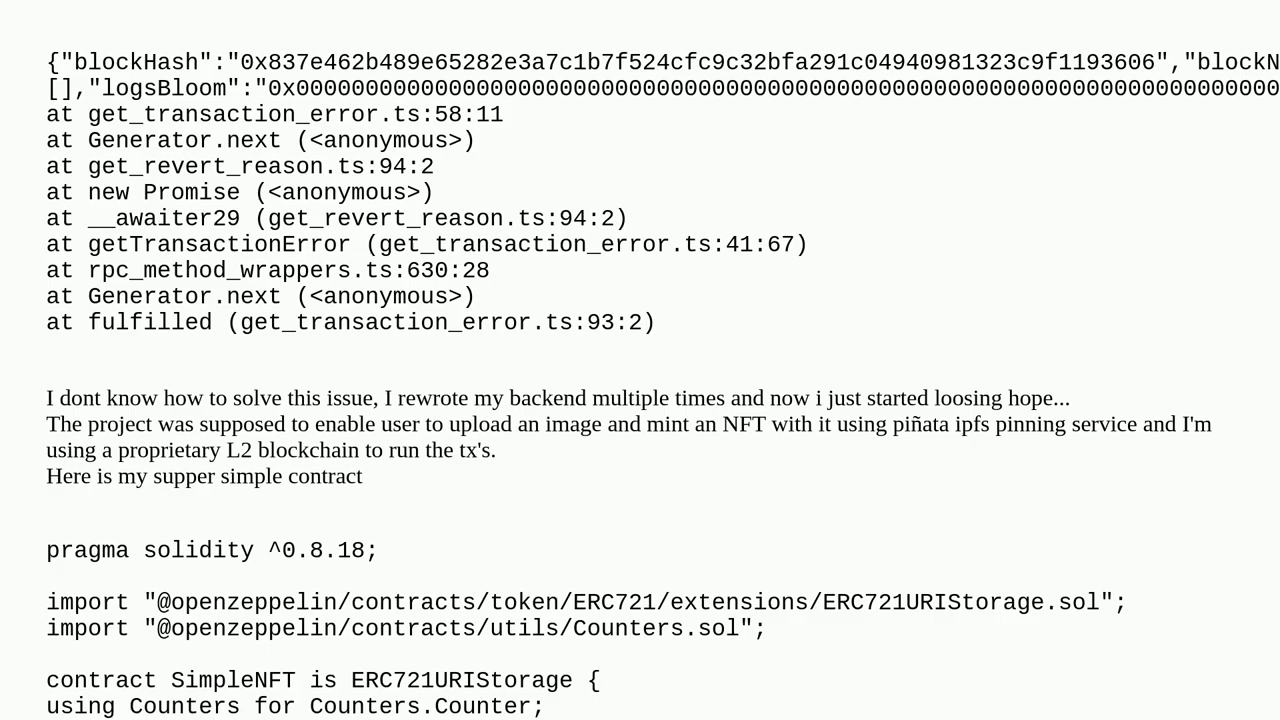 {"blockHash":"0x837e462b489e65282e3a7c1b7f524cfc9c32bfa291c04940981323c9f1193606","blockN
[],"logsBloom":"0x00000000000000000000000000000000000000000000000000000000000000000000000
at get_transaction_error.ts:58:11
at Generator.next (<anonymous>)
at get_revert_reason.ts:94:2
at new Promise (<anonymous>)
at __awaiter29 (get_revert_reason.ts:94:2)
at getTransactionError (get_transaction_error.ts:41:67)
at rpc_method_wrappers.ts:630:28
at Generator.next (<anonymous>)
at fulfilled (get_transaction_error.ts:93:2)
I dont know how to solve this issue, I rewrote my backend multiple times and now i just started loosing hope...
The project was supposed to enable user to upload an image and mint an NFT with it using piñata ipfs pinning service and I'm
using a proprietary L2 blockchain to run the tx's.
Here is my supper simple contract
pragma solidity ^0.8.18;
import "@openzeppelin/contracts/token/ERC721/extensions/ERC721URIStorage.sol";
import "@openzeppelin/contracts/utils/Counters.sol";
contract SimpleNFT is ERC721URIStorage {
using Counters for Counters.Counter;